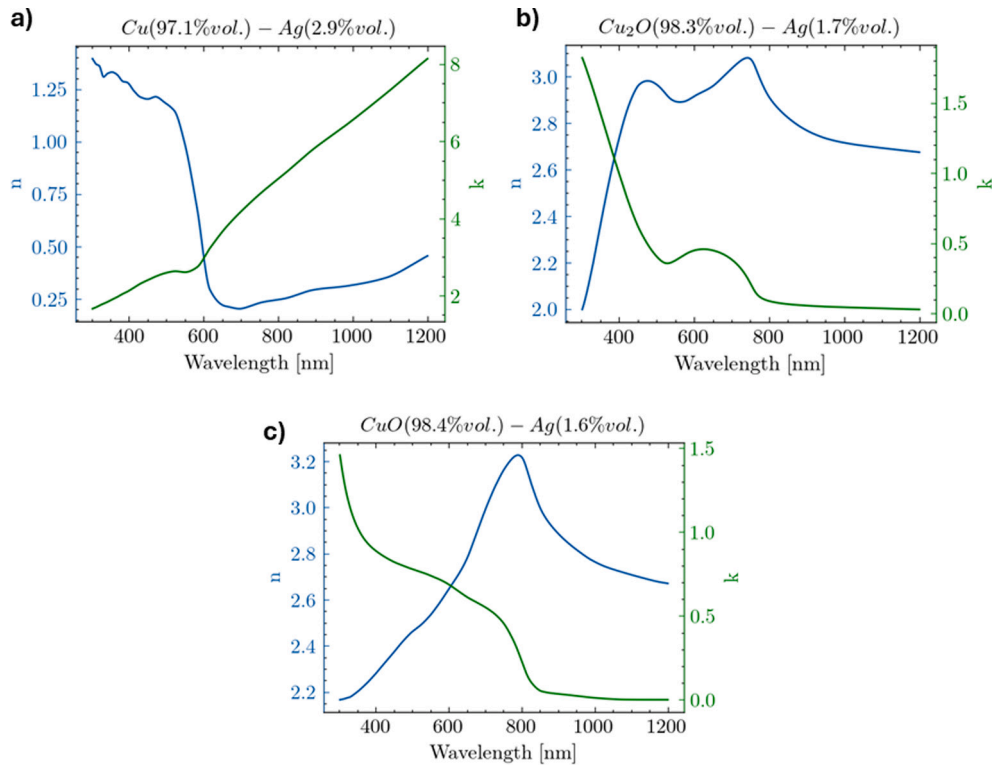 a)
Cu(97.1%vol.) − Ag(2.9%vol.)
1.25
1.00
0.75
0.50
0.25
n
8
6
4
2
k
400 600 800 1000 1200
Wavelength [nm]
b)
Cu₂O(98.3%vol.) − Ag(1.7%vol.)
3.0
2.8
2.6
2.4
2.2
2.0
n
1.5
1.0
0.5
0.0
k
400 600 800 1000 1200
Wavelength [nm]
c)
CuO(98.4%vol.) − Ag(1.6%vol.)
3.2
3.0
2.8
2.6
2.4
2.2
n
1.5
1.0
0.5
0.0
k
400 600 800 1000 1200
Wavelength [nm]